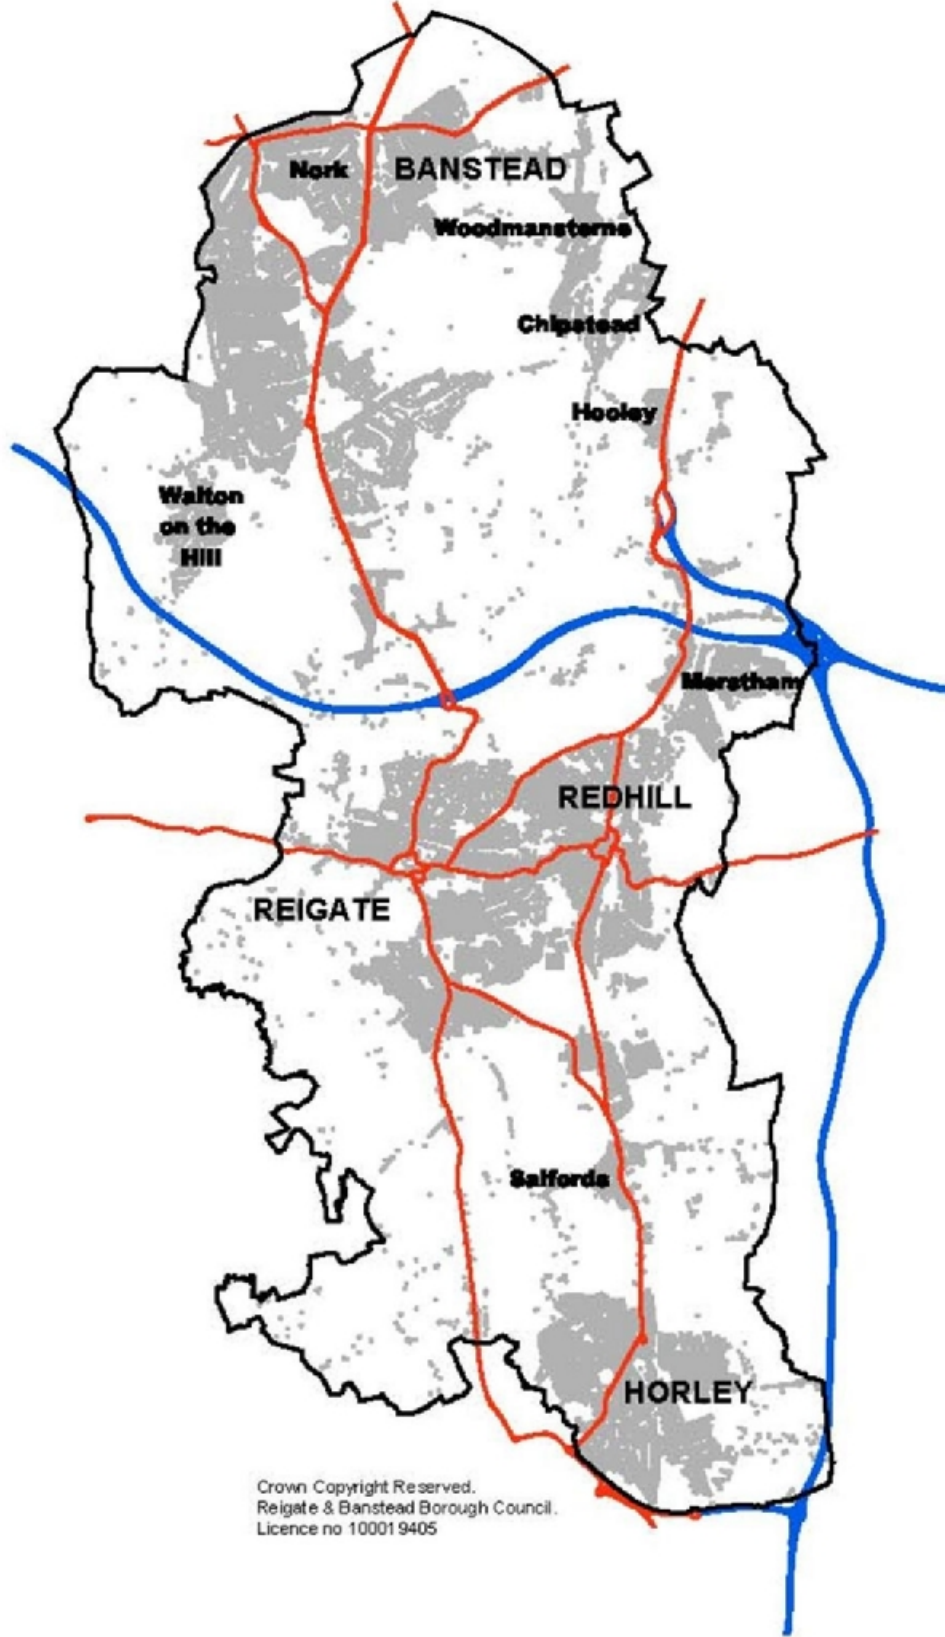 Nork
BANSTEAD
Woodmansterne
Chipstead
Hooley
Walton
on the
Hill
Merstham
REDHILL
REIGATE
Salfords
HORLEY
Crown Copyright Reserved.
Reigate & Banstead Borough Council.
Licence no 100019405